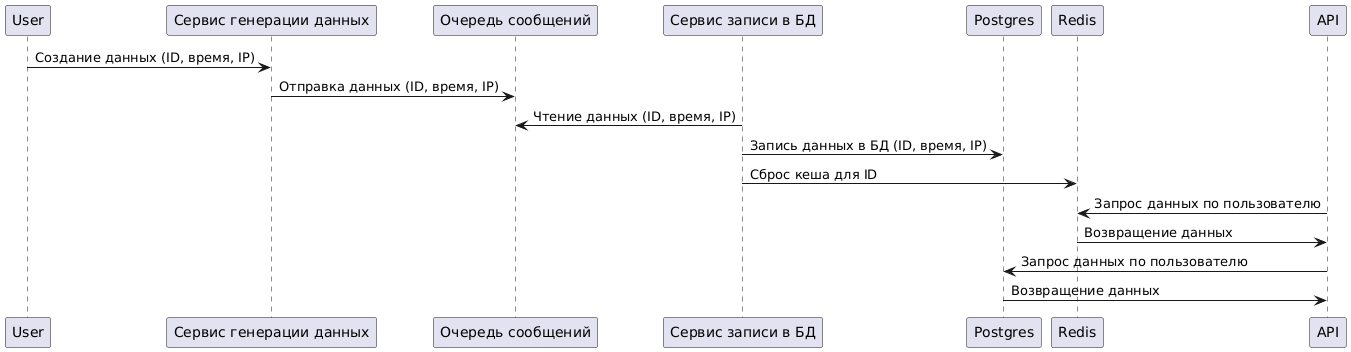 User
Сервис генерации данных
Очередь сообщений
Сервис записи в БД
Postgres
Redis
API
Создание данных (ID, время, IP)
Отправка данных (ID, время, IP)
Чтение данных (ID, время, IP)
Запись данных в БД (ID, время, IP)
Сброс кеша для ID
Запрос данных по пользователю
Возвращение данных
Запрос данных по пользователю
Возвращение данных
User
Сервис генерации данных
Очередь сообщений
Сервис записи в БД
Postgres
Redis
API